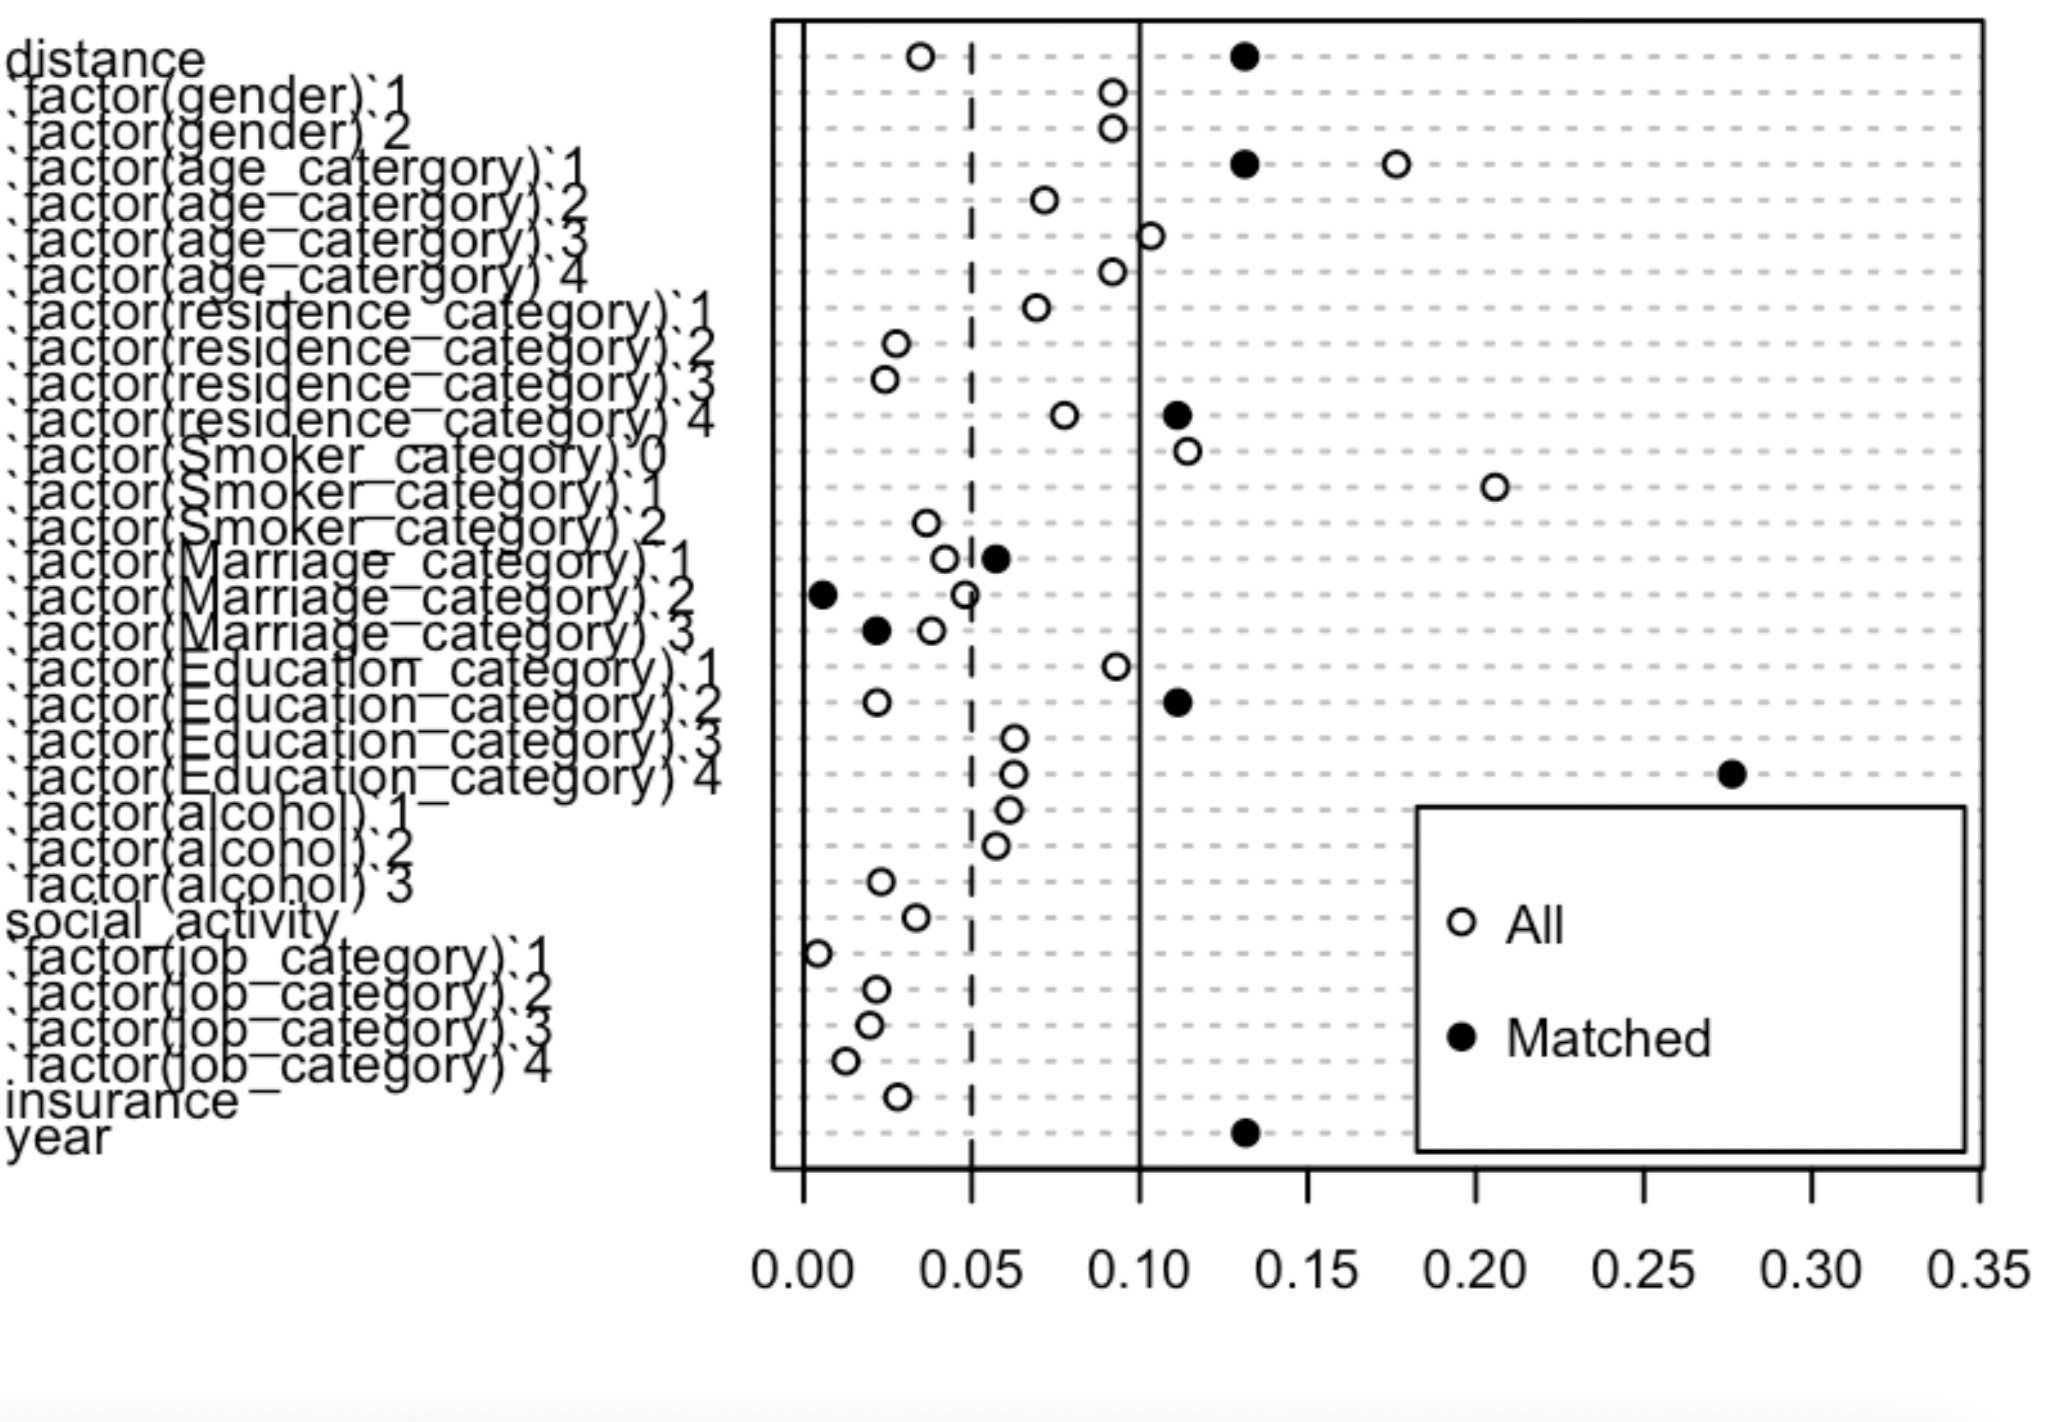 distance
`factor(gender)`1
`factor(gender)`2
`factor(age_catergory)`1
`factor(age_catergory)`2
`factor(age_catergory)`3
`factor(age_catergory)`4
`factor(residence_category)`1
`factor(residence_category)`2
`factor(residence_category)`3
`factor(residence_category)`4
`factor(Smoker_category)`0
`factor(Smoker_category)`1
`factor(Smoker_category)`2
`factor(Marriage_category)`1
`factor(Marriage_category)`2
`factor(Marriage_category)`3
`factor(Education_category)`1
`factor(Education_category)`2
`factor(Education_category)`3
`factor(Education_category)`4
`factor(alcohol)`1
`factor(alcohol)`2
`factor(alcohol)`3
social_activity
`factor(job_category)`1
`factor(job_category)`2
`factor(job_category)`3
`factor(job_category)`4
insurance
year
All
Matched
0.00 0.05 0.10 0.15 0.20 0.25 0.30 0.35